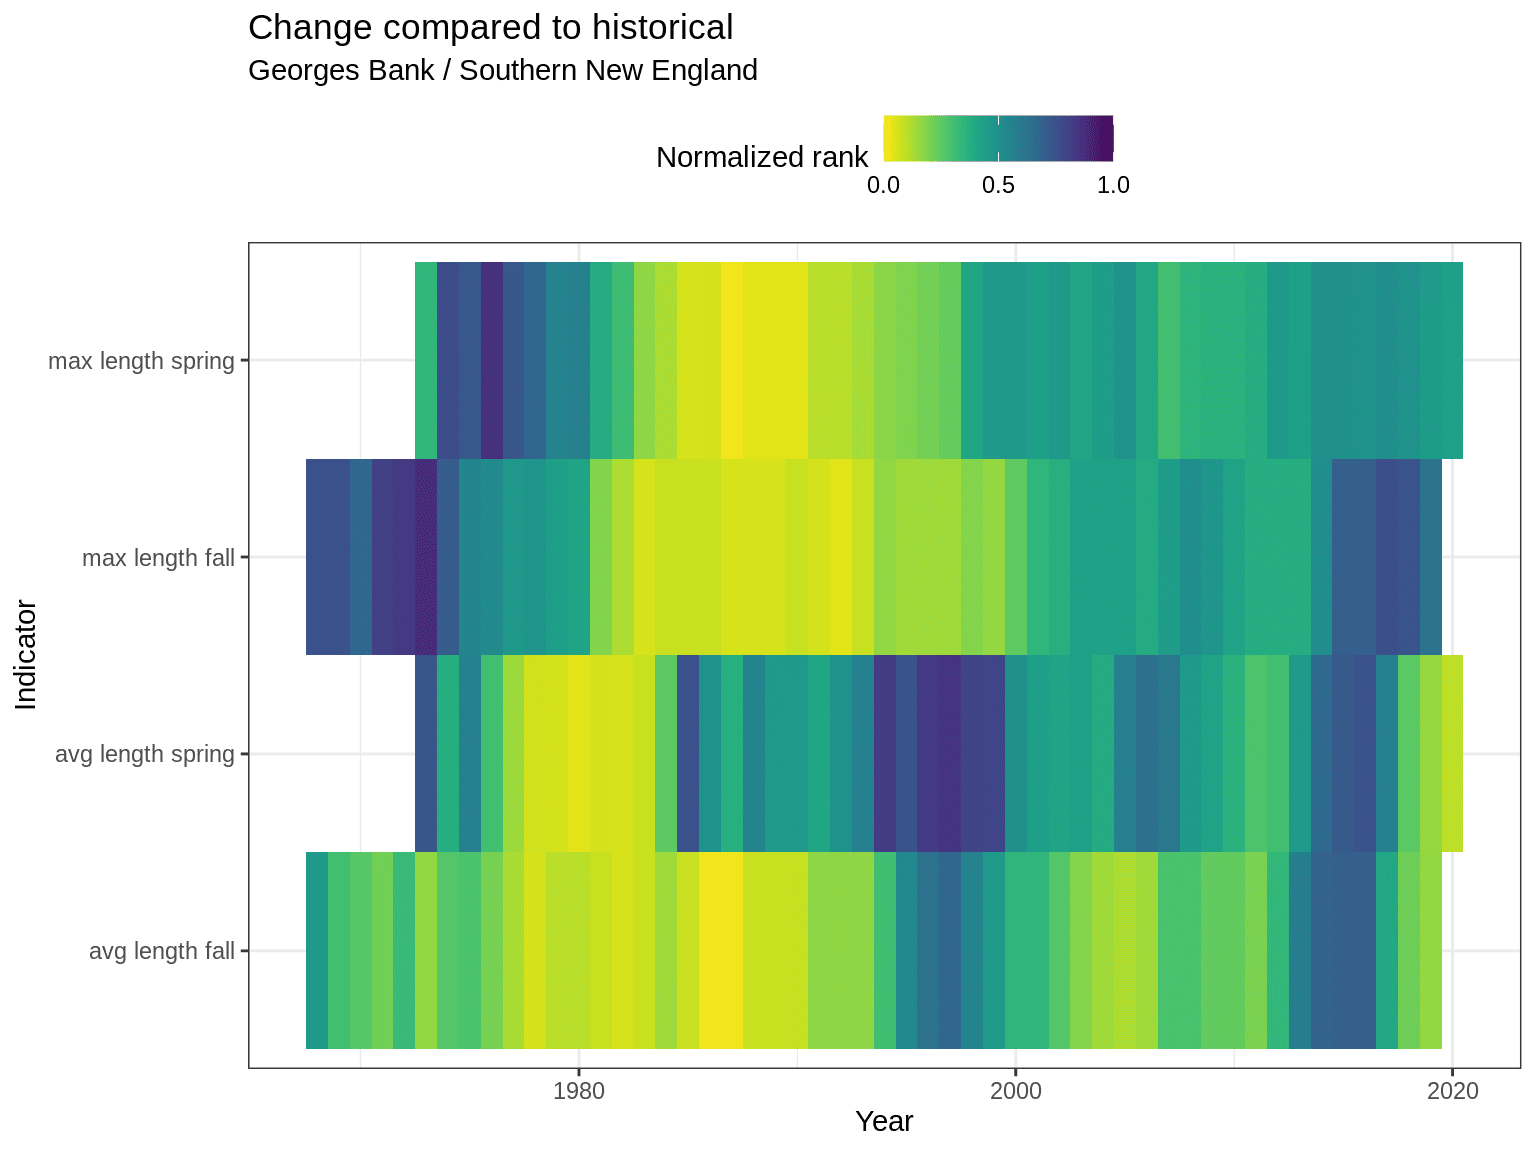 Change compared to historical
Georges Bank / Southern New England
Normalized rank
0.0 0.5 1.0
max length spring
max length fall
avg length spring
avg length fall
Indicator
1980 2000 2020
Year